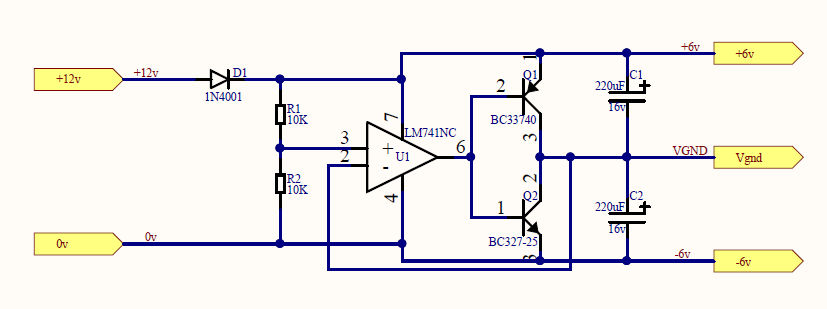 +12v
+12v
D1
1N4001
R1
10K
R2
10K
0v
0v
3
2
+
-
U1
LM741NC
7
4
6
1
Q1
2
BC33740
3
2
Q2
1
BC327-25
3
C1
220uF
+
16v
C2
220uF
+
16v
+6v
+6v
VGND
Vgnd
-6v
-6v